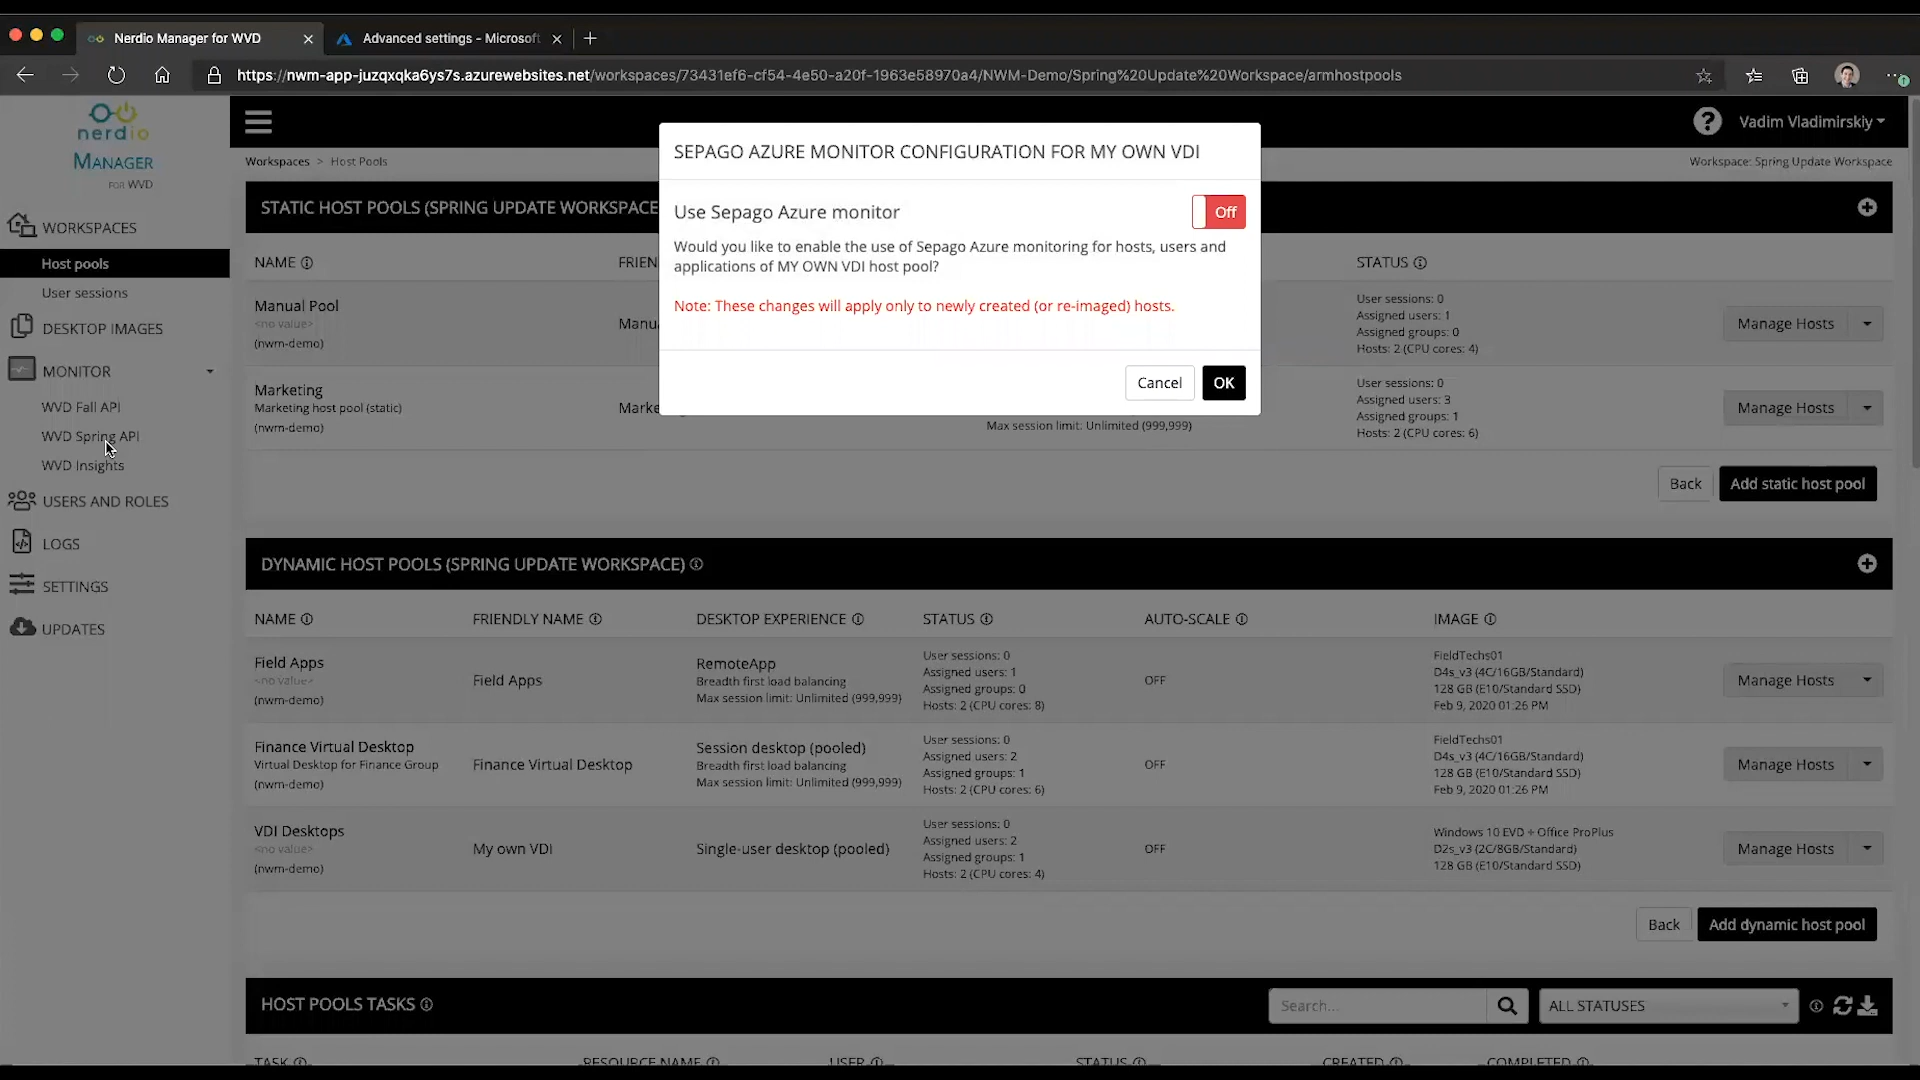 Nerdio Manager for WVD
Advanced settings - Microsoft
https://nwm-app-juzqxqka6ys7s.azurewebsites.net/workspaces/73431ef6-cf54-4e50-a20f-1963e58970a4/NWM-Demo/Spring%20Update%20Workspace/armhostpools
nerdio
MANAGER
FOR WVD
WORKSPACES
Host pools
User sessions
DESKTOP IMAGES
MONITOR
WVD Fall API
WVD Spring API
WVD Insights
USERS AND ROLES
LOGS
SETTINGS
UPDATES
Vadim Vladimirskiy
Workspaces > Host Pools
Workspace: Spring Update Workspace
SEPAGO AZURE MONITOR CONFIGURATION FOR MY OWN VDI
Use Sepago Azure monitor
Off
Would you like to enable the use of Sepago Azure monitoring for hosts, users and
applications of MY OWN VDI host pool?
Note: These changes will apply only to newly created (or re-imaged) hosts.
Cancel
OK
STATIC HOST POOLS (SPRING UPDATE WORKSPACE
NAME
FRIEN
STATUS
Manual Pool
<no value>
(nwm-demo)
Manu
User sessions: 0
Assigned users: 1
Assigned groups: 0
Hosts: 2 (CPU cores: 4)
Manage Hosts
Marketing
Marketing host pool (static)
(nwm-demo)
Marke
Max session limit: Unlimited (999,999)
User sessions: 0
Assigned users: 3
Assigned groups: 1
Hosts: 2 (CPU cores: 6)
Manage Hosts
Back
Add static host pool
DYNAMIC HOST POOLS (SPRING UPDATE WORKSPACE)
NAME
FRIENDLY NAME
DESKTOP EXPERIENCE
STATUS
AUTO-SCALE
IMAGE
Field Apps
<no value>
(nwm-demo)
Field Apps
RemoteApp
Breadth first load balancing
Max session limit: Unlimited (999,999)
User sessions: 0
Assigned users: 1
Assigned groups: 0
Hosts: 2 (CPU cores: 8)
OFF
FieldTechs01
D4s_v3 (4C/16GB/Standard)
128 GB (E10/Standard SSD)
Feb 9, 2020 01:26 PM
Manage Hosts
Finance Virtual Desktop
Virtual Desktop for Finance Group
(nwm-demo)
Finance Virtual Desktop
Session desktop (pooled)
Breadth first load balancing
Max session limit: Unlimited (999,999)
User sessions: 0
Assigned users: 2
Assigned groups: 1
Hosts: 2 (CPU cores: 6)
OFF
FieldTechs01
D4s_v3 (4C/16GB/Standard)
128 GB (E10/Standard SSD)
Feb 9, 2020 01:26 PM
Manage Hosts
VDI Desktops
<no value>
(nwm-demo)
My own VDI
Single-user desktop (pooled)
User sessions: 0
Assigned users: 2
Assigned groups: 1
Hosts: 2 (CPU cores: 4)
OFF
Windows 10 EVD + Office ProPlus
D2s_v3 (2C/8GB/Standard)
128 GB (E10/Standard SSD)
Manage Hosts
Back
Add dynamic host pool
HOST POOLS TASKS
Search...
ALL STATUSES
TASK
RESOURCE NAME
USER
STATUS
CREATED
COMPLETED